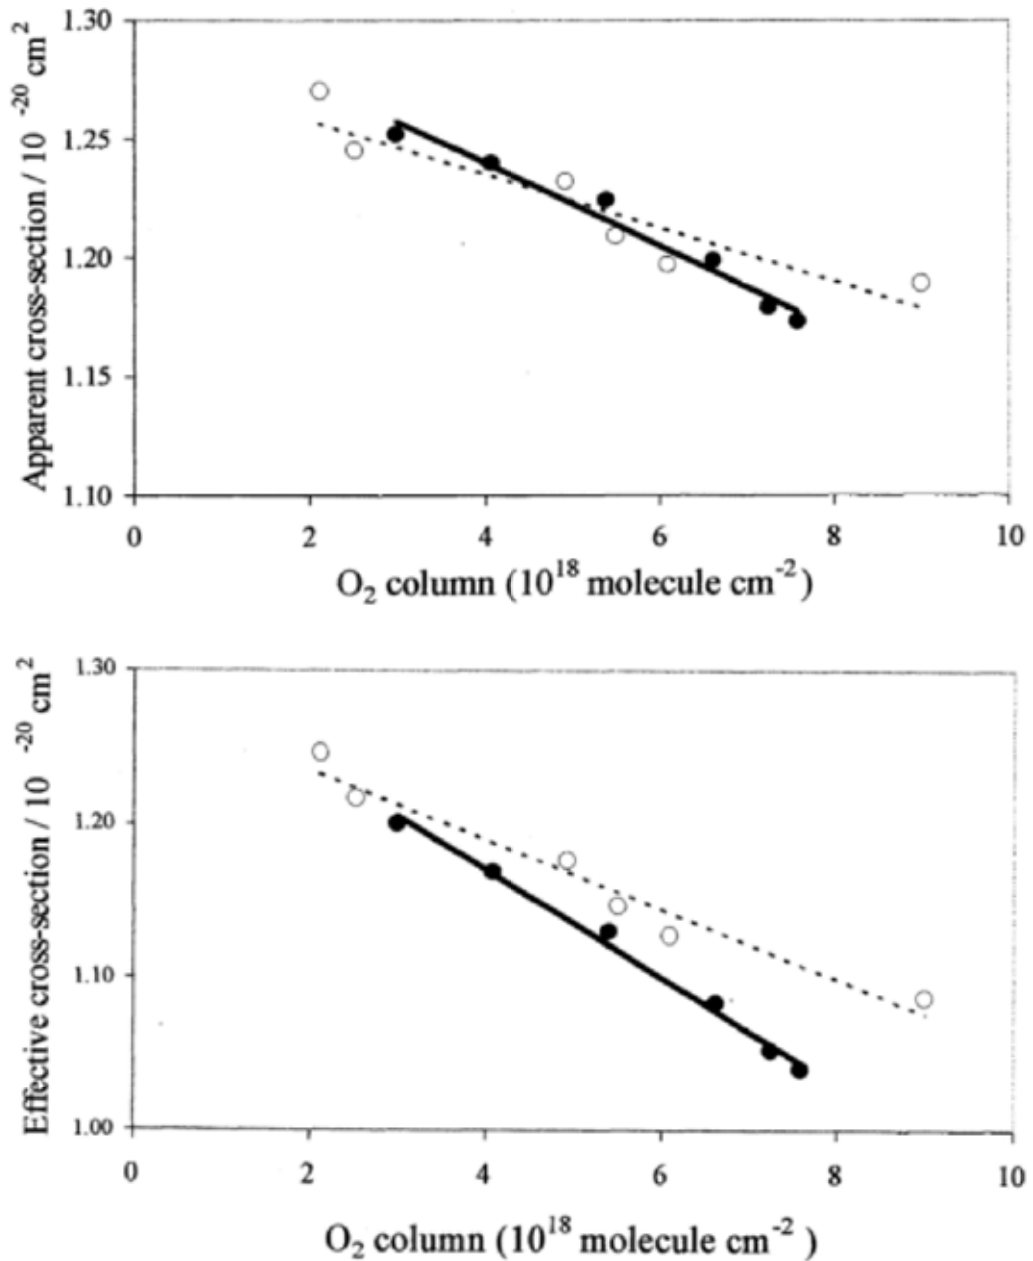 Apparent cross-section / 10 -20 cm2
1.30
1.25
1.20
1.15
1.10
0 2 4 6 8 10
O2 column (10^18 molecule cm^-2)
Effective cross-section / 10 -20 cm2
1.30
1.20
1.10
1.00
0 2 4 6 8 10
O2 column (10^18 molecule cm^-2 )